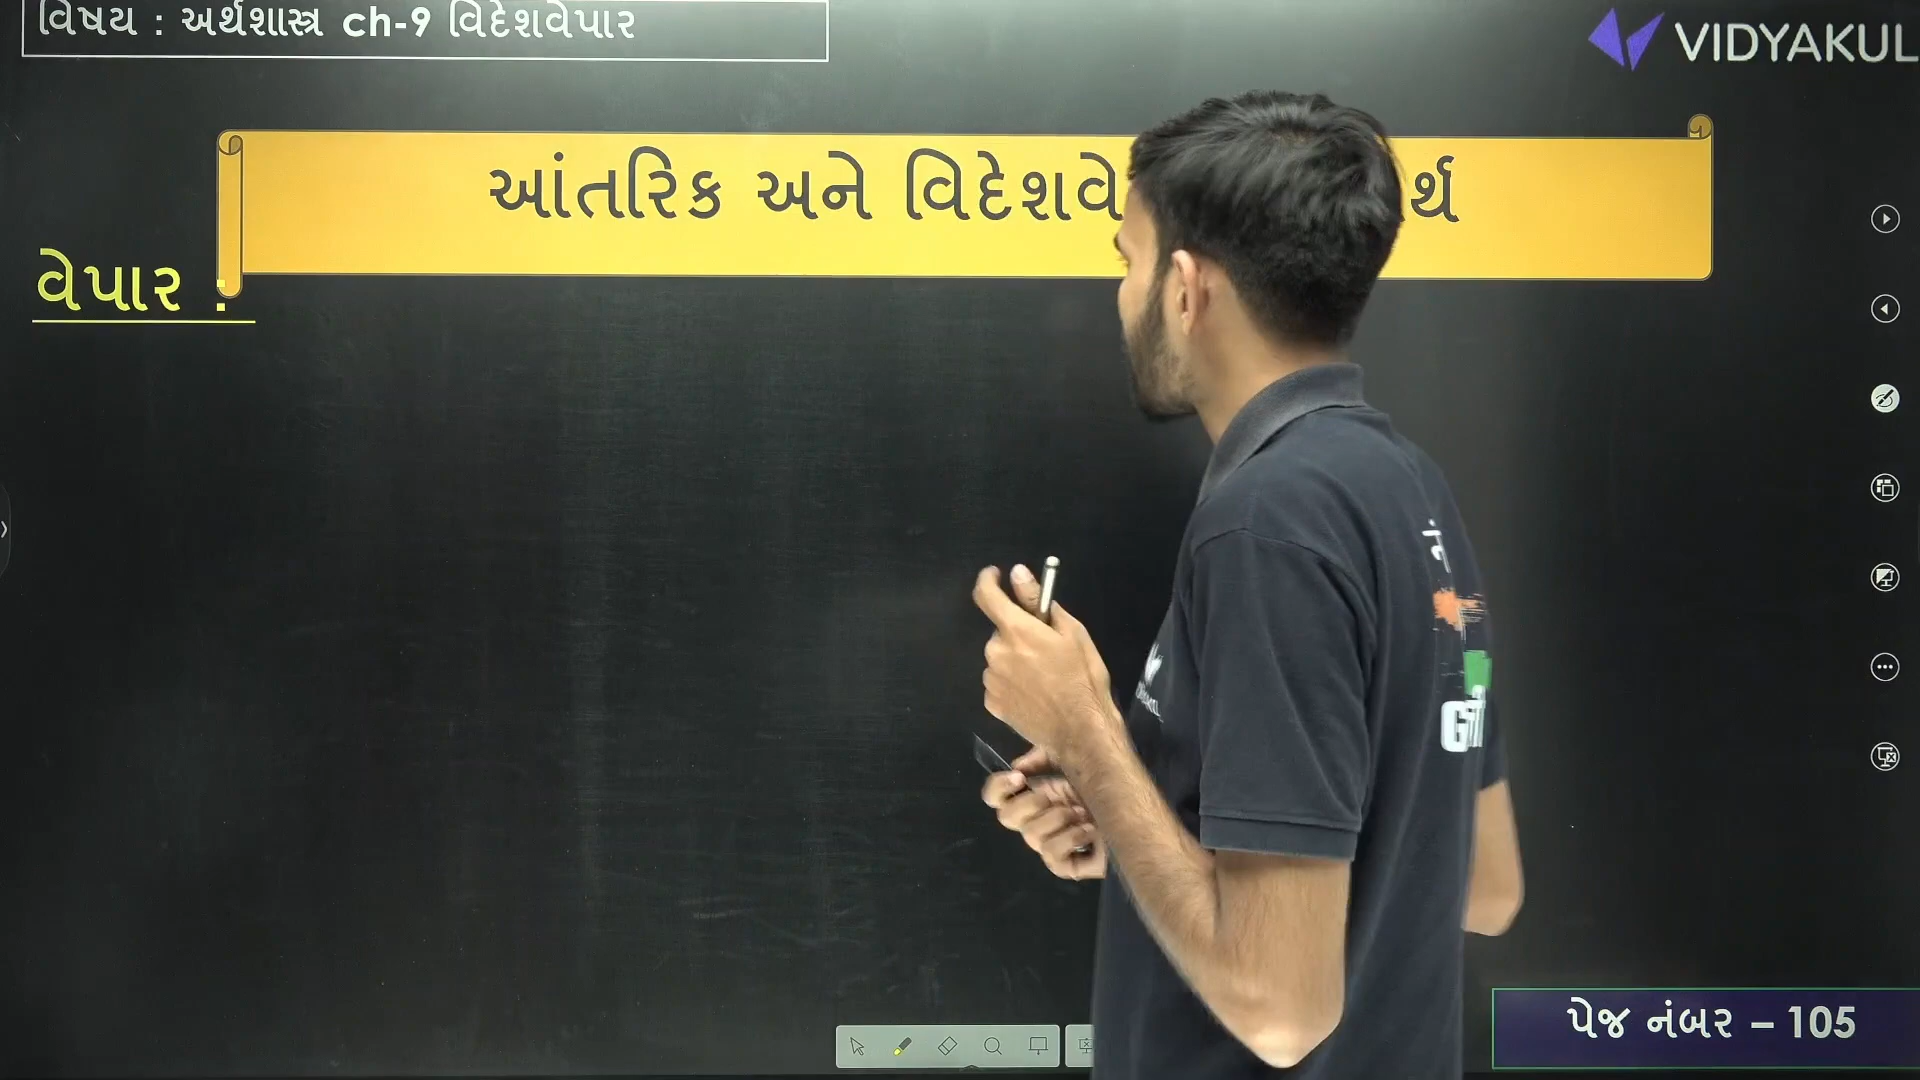 વિષય : અર્થશાસ્ત્ર ch-9 વિદેશવેપાર
VIDYAKUL
આંતરિક અને વિદેશવે
ર્થ
વેપાર :
પેજ નંબર – 105